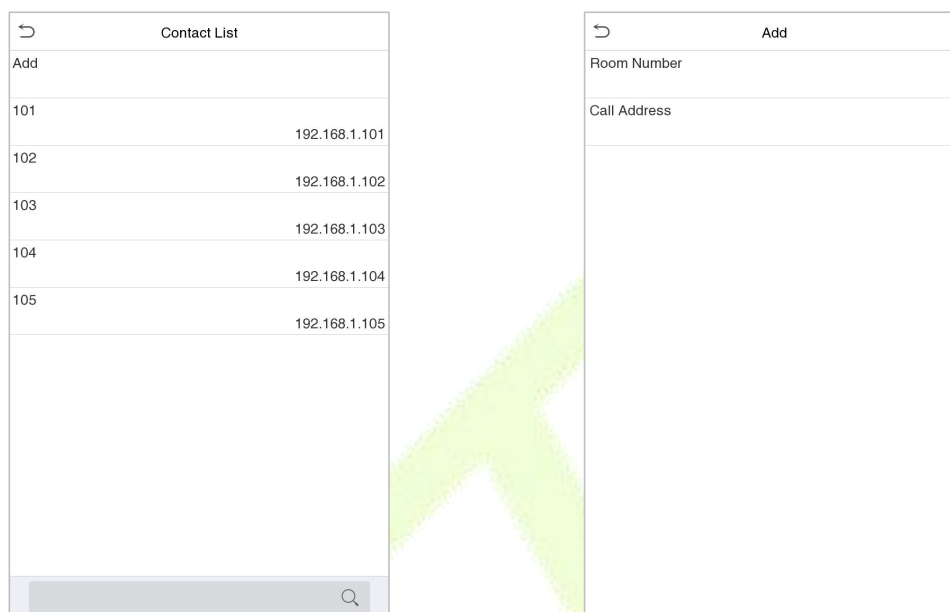 Contact List
Add
101
192.168.1.101
102
192.168.1.102
103
192.168.1.103
104
192.168.1.104
105
192.168.1.105
Add
Room Number
Call Address